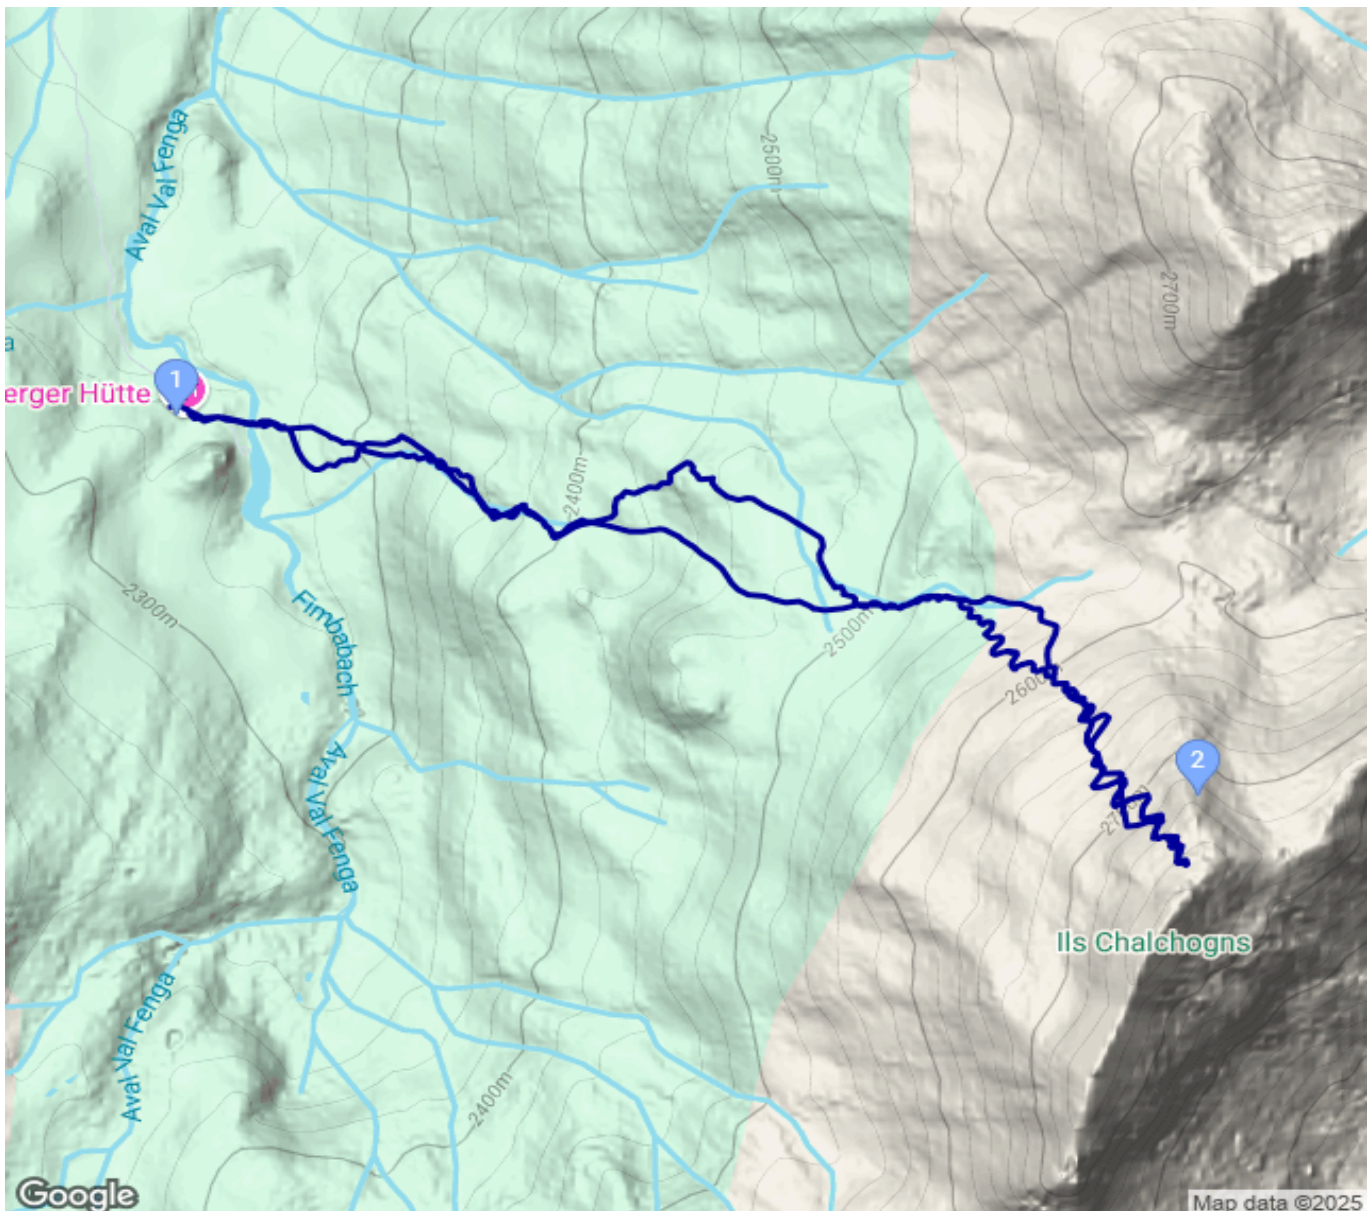 Aval Val Fenga
2500m
2700m
a
1
erger Hütte
2400m
2300m
Fimbabach
2500m
2600m
2
Aval Val Fenga
Ils Chalchogns
Aval Val Fenga
2400m
Google
Map data ©2025